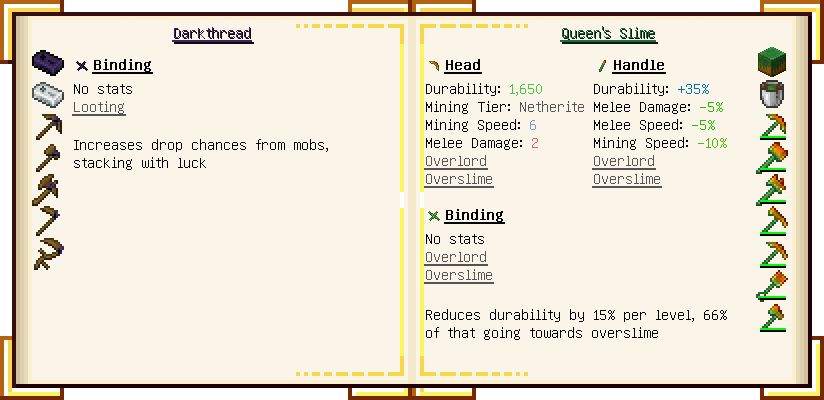 Darkthread
Binding
No stats
Looting
Increases drop chances from mobs,
stacking with luck
Queen's Slime
Head
Durability: 1,650
Mining Tier: Netherite
Mining Speed: 6
Melee Damage: 2
Overlord
Overslime
Handle
Durability: +35%
Melee Damage: -5%
Melee Speed: -5%
Mining Speed: -10%
Overlord
Overslime
Binding
No stats
Overlord
Overslime
Reduces durability by 15% per level, 66%
of that going towards overslime